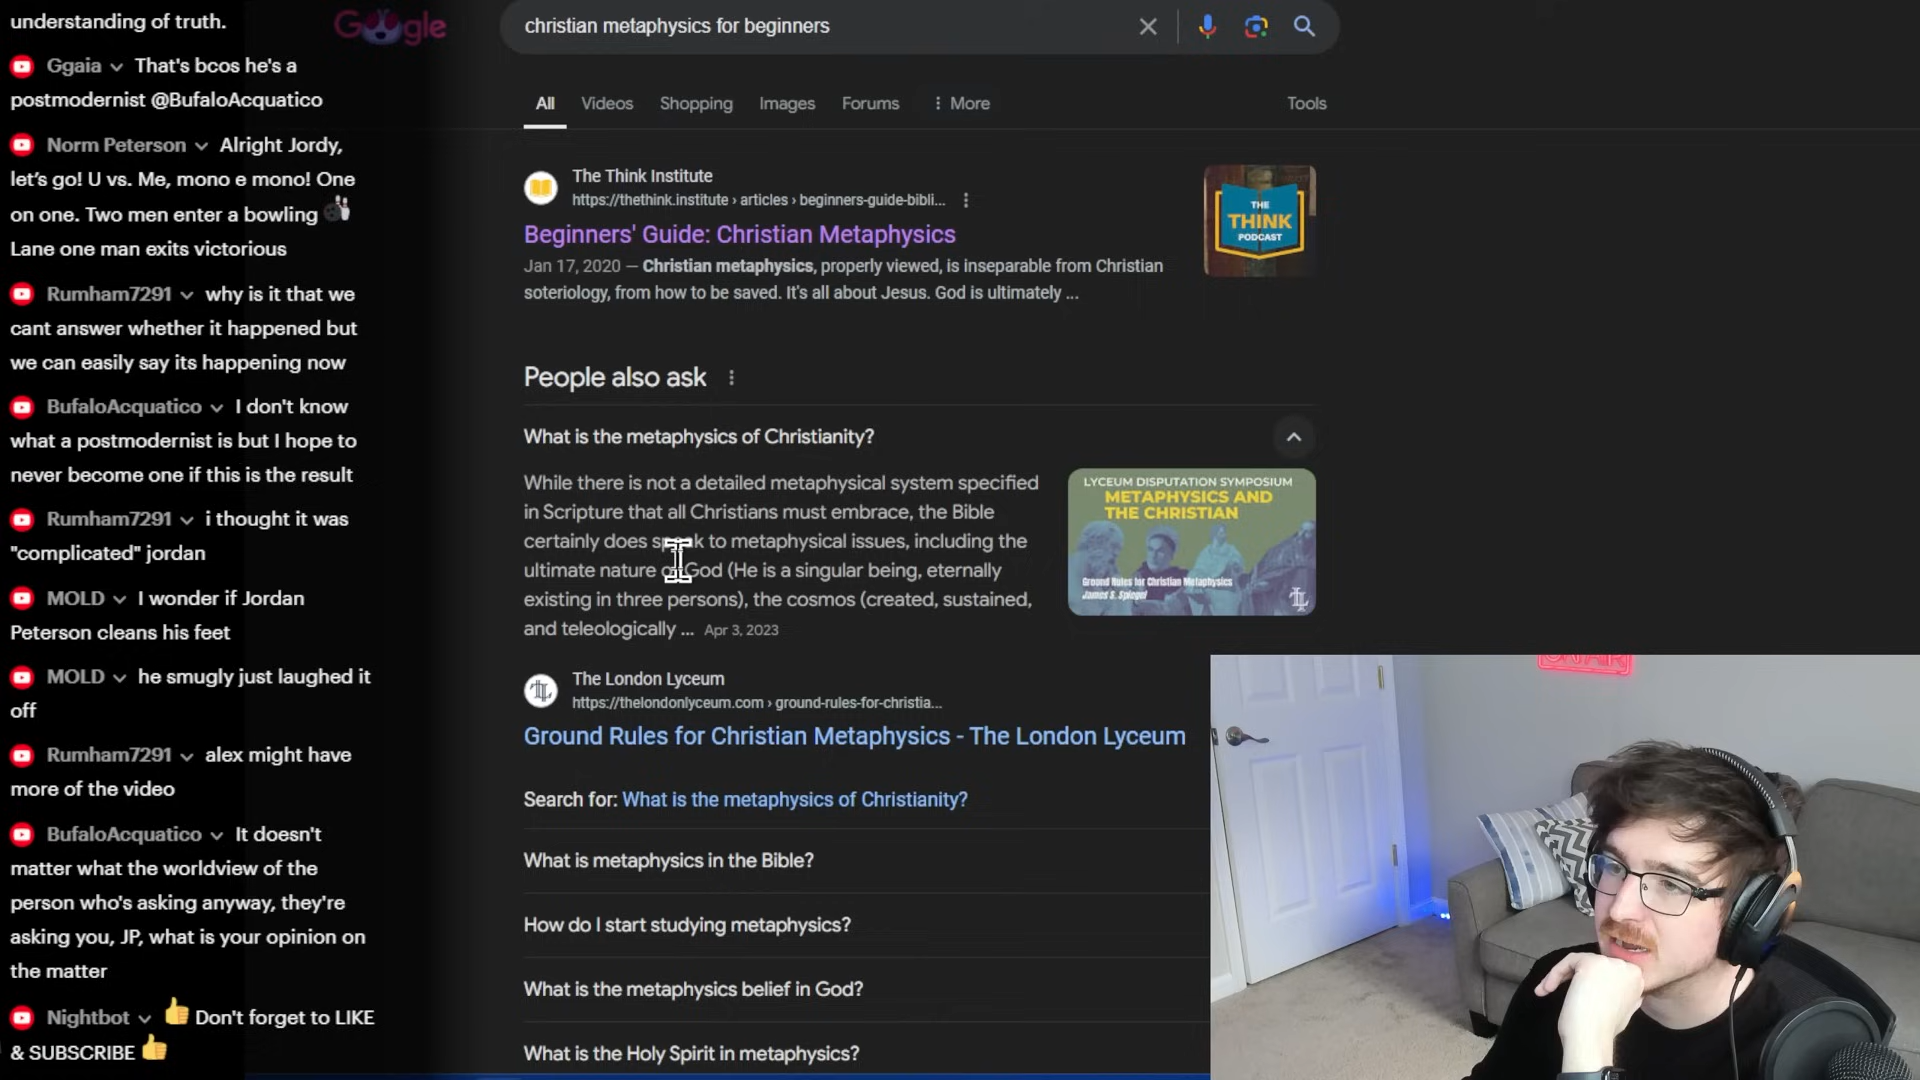 understanding of truth.
Ggaia That's bcos he's a
postmodernist @BufaloAcquatico
Norm Peterson Alright Jordy,
let's go! U vs. Me, mono e mono! One
on one. Two men enter a bowling
Lane one man exits victorious
Rumham7291 why is it that we
cant answer whether it happened but
we can easily say its happening now
BufaloAcquatico I don't know
what a postmodernist is but I hope to
never become one if this is the result
Rumham7291 i thought it was
"complicated" jordan
MOLD I wonder if Jordan
Peterson cleans his feet
MOLD he smugly just laughed it
off
Rumham7291 alex might have
more of the video
BufaloAcquatico It doesn't
matter what the worldview of the
person who's asking anyway, they're
asking you, JP, what is your opinion on
the matter
Nightbot Don't forget to LIKE
& SUBSCRIBE
Google
christian metaphysics for beginners
All Videos Shopping Images Forums More Tools
The Think Institute
https://thethink.institute › articles › beginners-guide-bibli...
Beginners' Guide: Christian Metaphysics
Jan 17, 2020 — Christian metaphysics, properly viewed, is inseparable from Christian
soteriology, from how to be saved. It's all about Jesus. God is ultimately ...
THE
THINK
PODCAST
People also ask
What is the metaphysics of Christianity?
While there is not a detailed metaphysical system specified
in Scripture that all Christians must embrace, the Bible
certainly does speak to metaphysical issues, including the
ultimate nature of God (He is a singular being, eternally
existing in three persons), the cosmos (created, sustained,
and teleologically ... Apr 3, 2023
LYCEUM DISPUTATION SYMPOSIUM
METAPHYSICS AND
THE CHRISTIAN
Ground Rules for Christian Metaphysics
James S. Spiegel
The London Lyceum
https://thelondonlyceum.com › ground-rules-for-christia...
Ground Rules for Christian Metaphysics - The London Lyceum
Search for: What is the metaphysics of Christianity?
What is metaphysics in the Bible?
How do I start studying metaphysics?
What is the metaphysics belief in God?
What is the Holy Spirit in metaphysics?
ON AIR